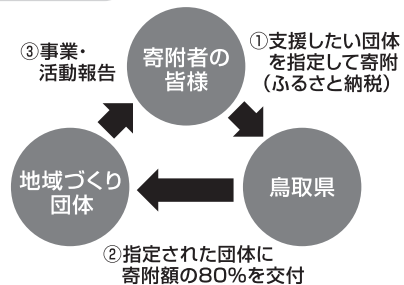 寄附者の
皆様
①支援したい団体
を指定して寄附
(ふるさと納税)
鳥取県
②指定された団体に
寄附額の80%を交付
地域づくり
団体
③事業・
活動報告